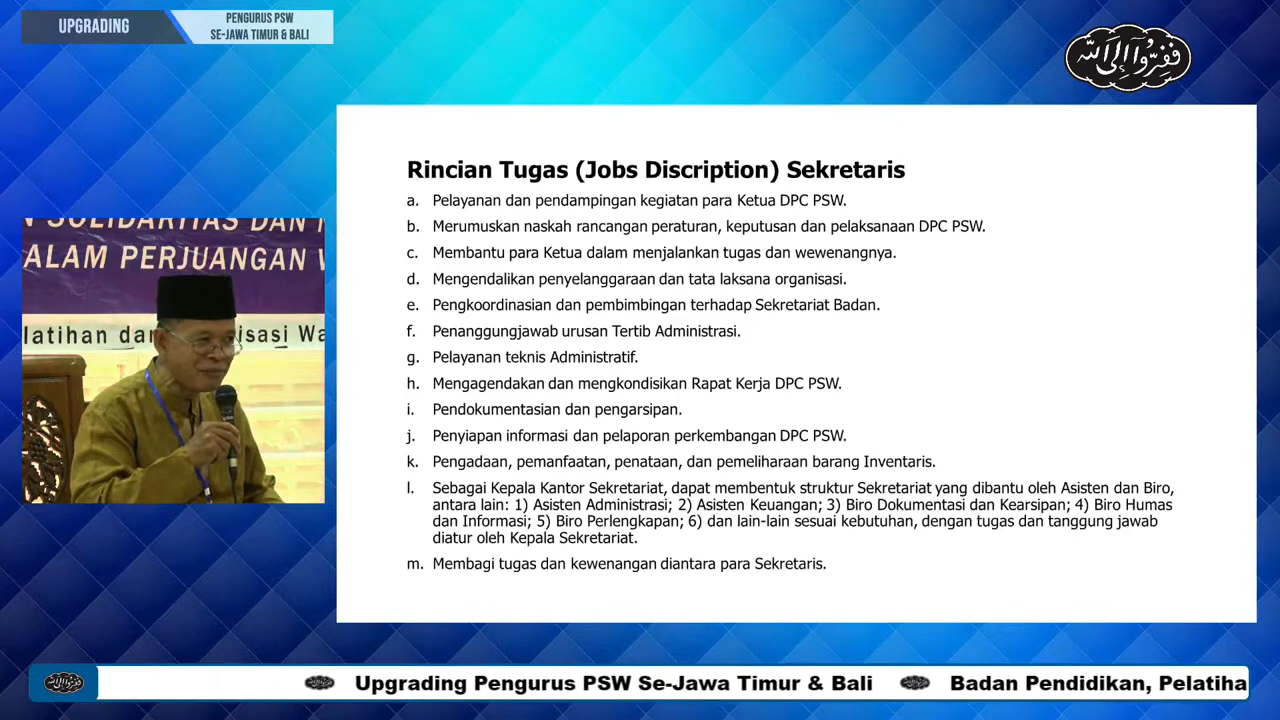 UPGRADING
PENGURUS PSW
SE-JAWA TIMUR & BALI
ففروا إلى الله
Rincian Tugas (Jobs Discription) Sekretaris
a. Pelayanan dan pendampingan kegiatan para Ketua DPC PSW.
b. Merumuskan naskah rancangan peraturan, keputusan dan pelaksanaan DPC PSW.
c. Membantu para Ketua dalam menjalankan tugas dan wewenangnya.
d. Mengendalikan penyelanggaraan dan tata laksana organisasi.
e. Pengkoordinasian dan pembimbingan terhadap Sekretariat Badan.
f. Penanggungjawab urusan Tertib Administrasi.
g. Pelayanan teknis Administratif.
h. Mengagendakan dan mengkondisikan Rapat Kerja DPC PSW.
i. Pendokumentasian dan pengarsipan.
j. Penyiapan informasi dan pelaporan perkembangan DPC PSW.
k. Pengadaan, pemanfaatan, penataan, dan pemeliharaan barang Inventaris.
l. Sebagai Kepala Kantor Sekretariat, dapat membentuk struktur Sekretariat yang dibantu oleh Asisten dan Biro,
antara lain: 1) Asisten Administrasi; 2) Asisten Keuangan; 3) Biro Dokumentasi dan Kearsipan; 4) Biro Humas
dan Informasi; 5) Biro Perlengkapan; 6) dan lain-lain sesuai kebutuhan, dengan tugas dan tanggung jawab
diatur oleh Kepala Sekretariat.
m. Membagi tugas dan kewenangan diantara para Sekretaris.
N SOLIDARITAS DAN
ALAM PERJUANGAN
latihan dan isasi Wa
ففروا إلى الله
Upgrading Pengurus PSW Se-Jawa Timur & Bali
Badan Pendidikan, Pelatiha